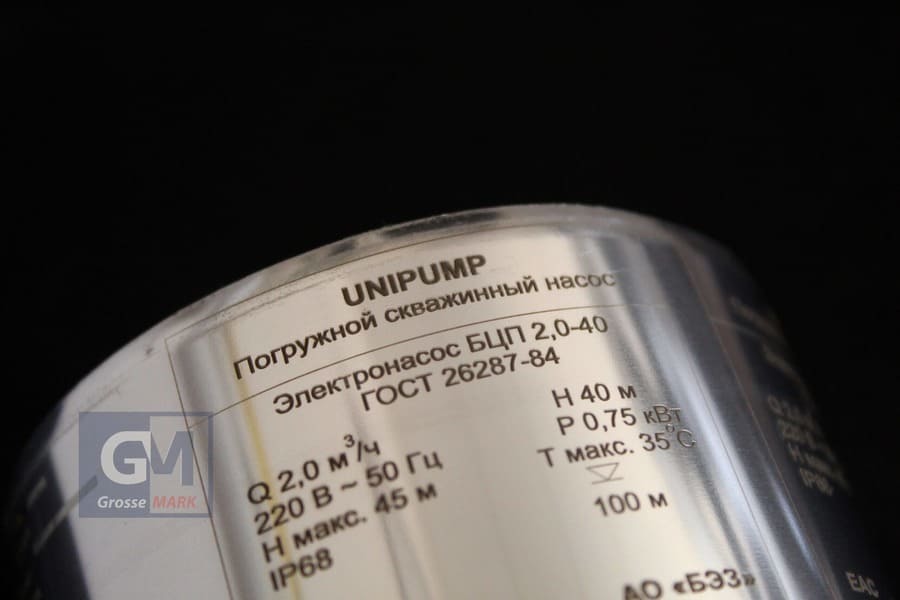 UNIPUMP
Погружной скважинный насос
Электронасос БЦП 2,0-40
ГОСТ 26287-84
Q 2,0 м³/ч
220 В ~ 50 Гц
Н макс. 45 м
IP68
Н 40 м
Р 0,75 кВт
Т макс. 35°С
100 м
АО «БЭЗ»
GM
Grosse MARK
EAC